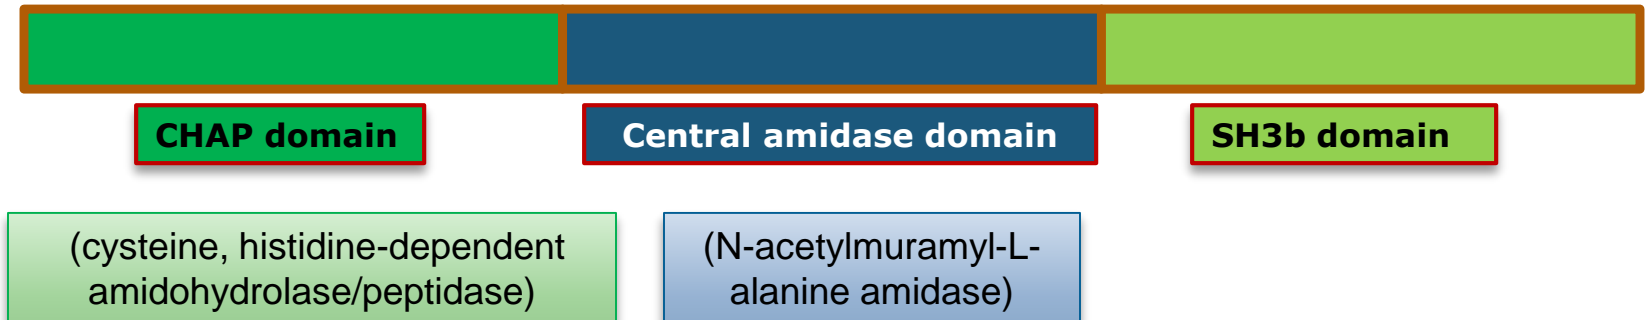 CHAP domain
Central amidase domain
SH3b domain
(cysteine, histidine-dependent
amidohydrolase/peptidase)
(N-acetylmuramyl-L-
alanine amidase)